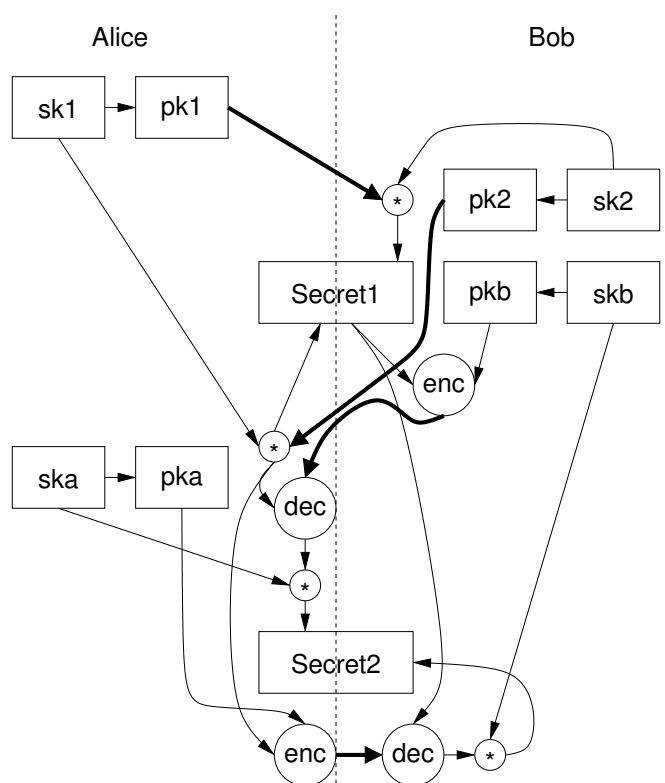 Alice Bob
sk1 pk1
* pk2 sk2
Secret1 pkb skb
enc
*
ska pka
dec
*
Secret2
enc dec *